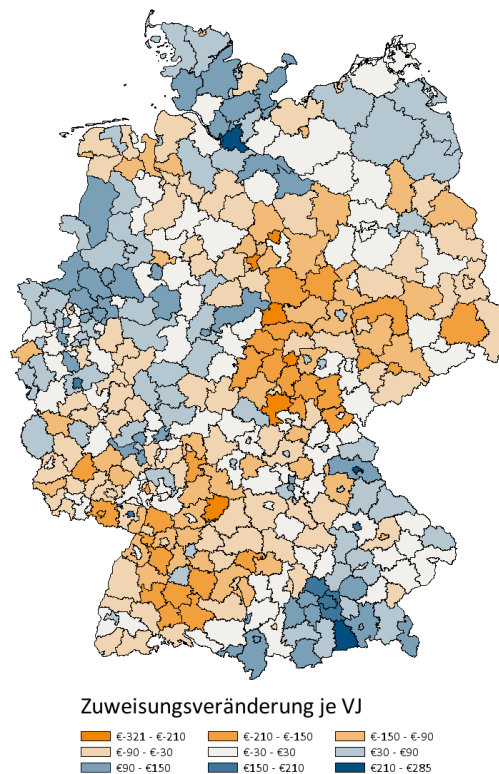 Zuweisungsveränderung je VJ
€-321 - €-210 €-210 - €-150 €-150 - €-90
€-90 - €-30 €-30 - €30 €30 - €90
€90 - €150 €150 - €210 €210 - €285